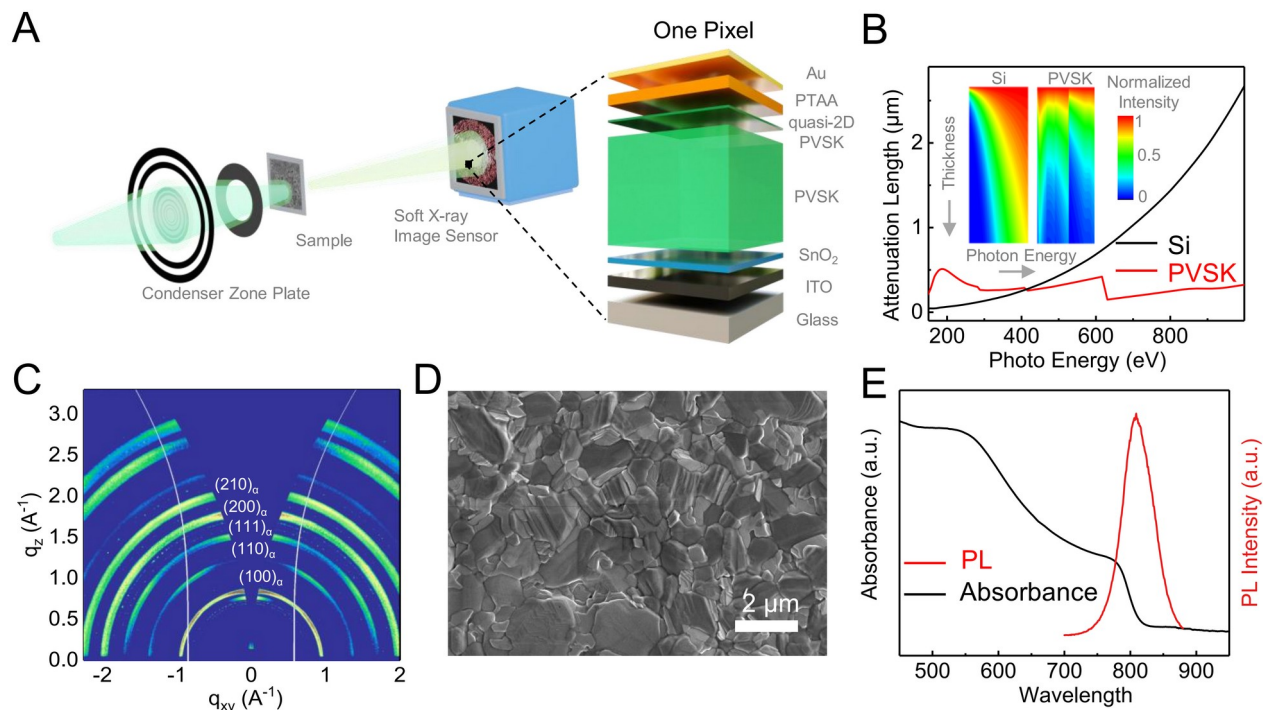 A
One Pixel
Au
PTAA
quasi-2D
PVSK
PVSK
SnO₂
ITO
Glass
Sample
Soft X-ray
Image Sensor
Condenser Zone Plate
B
Attenuation Length (μm)
2
1
0
Si
PVSK
Normalized
Intensity
1
0.5
0
Thickness
Photon Energy
Si
PVSK
200
400
600
800
Photo Energy (eV)
C
q_z (A⁻¹)
3.0
2.5
2.0
1.5
1.0
0.5
0.0
(210)α
(200)α
(111)α
(110)α
(100)α
-2
-1
0
1
2
q_xy (A⁻¹)
D
2 μm
E
Absorbance (a.u.)
PL Intensity (a.u.)
PL
Absorbance
500
600
700
800
900
Wavelength